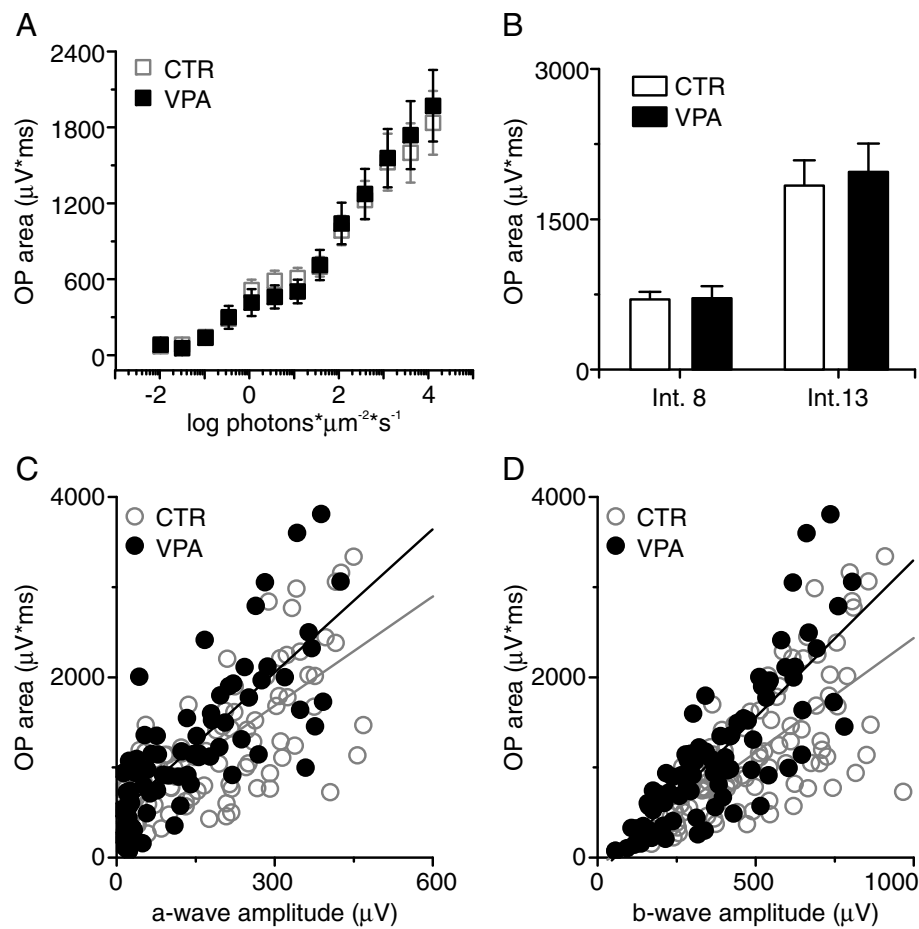 A
2400
1800
1200
600
0
OP area (μV*ms)
CTR
VPA
-2 0 2 4
log photons*μm⁻²*s⁻¹
B
3000
1500
0
OP area (μV*ms)
CTR
VPA
Int. 8 Int.13
C
4000
2000
0
OP area (μV*ms)
CTR
VPA
0 300 600
a-wave amplitude (μV)
D
4000
2000
0
OP area (μV*ms)
CTR
VPA
0 500 1000
b-wave amplitude (μV)